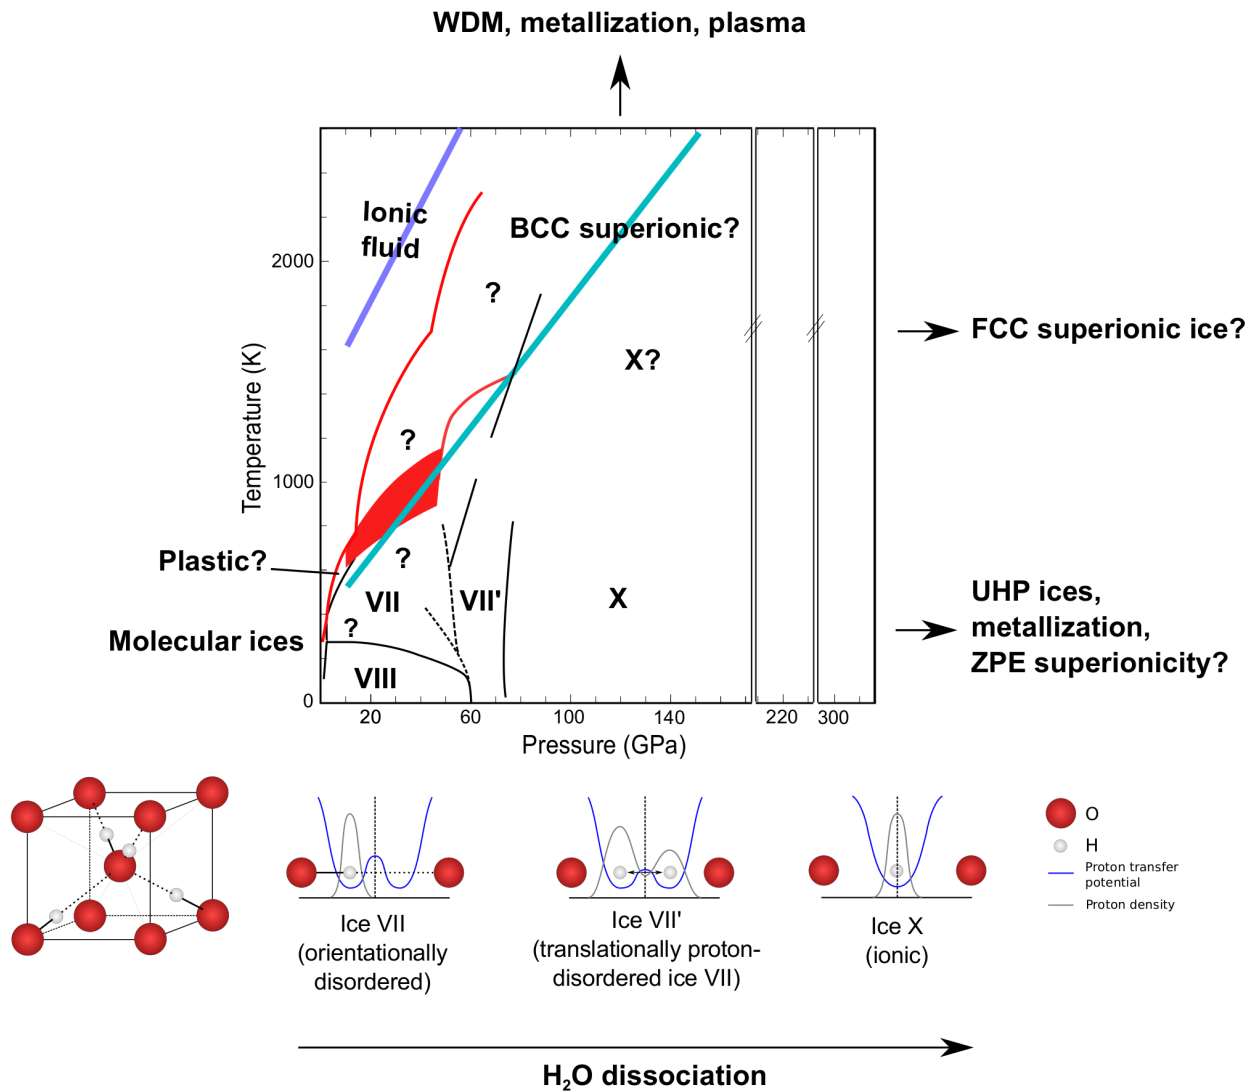 WDM, metallization, plasma
Ionic
fluid
BCC superionic?
?
2000
FCC superionic ice?
X?
Temperature (K)
?
1000
Plastic?
?
VII
VII'
X
UHP ices,
metallization,
ZPE superionicity?
Molecular ices
?
VIII
0
20
60
100
140
220
300
Pressure (GPa)
O
H
Proton transfer
potential
Proton density
Ice VII
(orientationally
disordered)
Ice VII'
(translationally proton-
disordered ice VII)
Ice X
(ionic)
H₂O dissociation